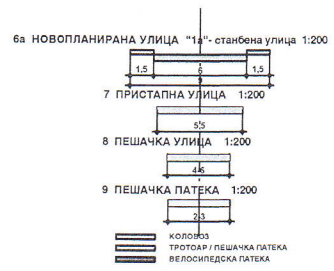 6а НОВОПЛАНИРАНА УЛИЦА "1а"- станбена улица 1:200
1,5 6 1,5
9
7 ПРИСТАПНА УЛИЦА 1:200
5,5
8 ПЕШАЧКА УЛИЦА 1:200
4-6
9 ПЕШАЧКА ПАТЕКА 1:200
2-3
КОЛОВОЗ
ТРОТОАР / ПЕШАЧКА ПАТЕКА
ВЕЛОСИПЕДСКА ПАТЕКА